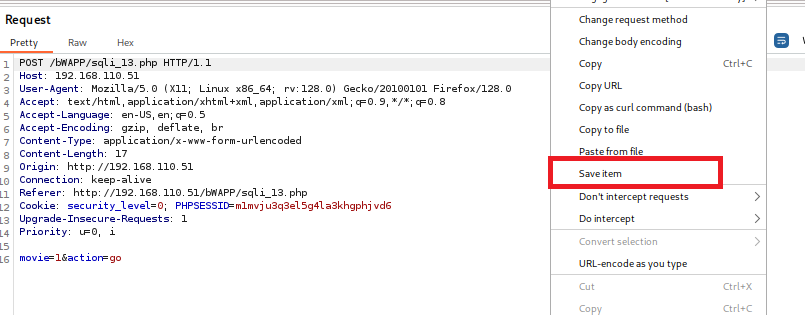 Request
Pretty Raw Hex
1 POST /bWAPP/sqli_13.php HTTP/1.1
2 Host: 192.168.110.51
3 User-Agent: Mozilla/5.0 (X11; Linux x86_64; rv:128.0) Gecko/20100101 Firefox/128.0
4 Accept: text/html,application/xhtml+xml,application/xml;q=0.9,*/*;q=0.8
5 Accept-Language: en-US,en;q=0.5
6 Accept-Encoding: gzip, deflate, br
7 Content-Type: application/x-www-form-urlencoded
8 Content-Length: 17
9 Origin: http://192.168.110.51
10 Connection: keep-alive
11 Referer: http://192.168.110.51/bWAPP/sqli_13.php
12 Cookie: security_level=0; PHPSESSID=m1mvju3q3el5g4la3khgphjvd6
13 Upgrade-Insecure-Requests: 1
14 Priority: u=0, i
15
16 movie=1&action=go
Change request method
Change body encoding
Copy Ctrl+C
Copy URL
Copy as curl command (bash)
Copy to file
Paste from file
Save item
Don't intercept requests
Do intercept
Convert selection
URL-encode as you type
Cut Ctrl+X
Copy Ctrl+C